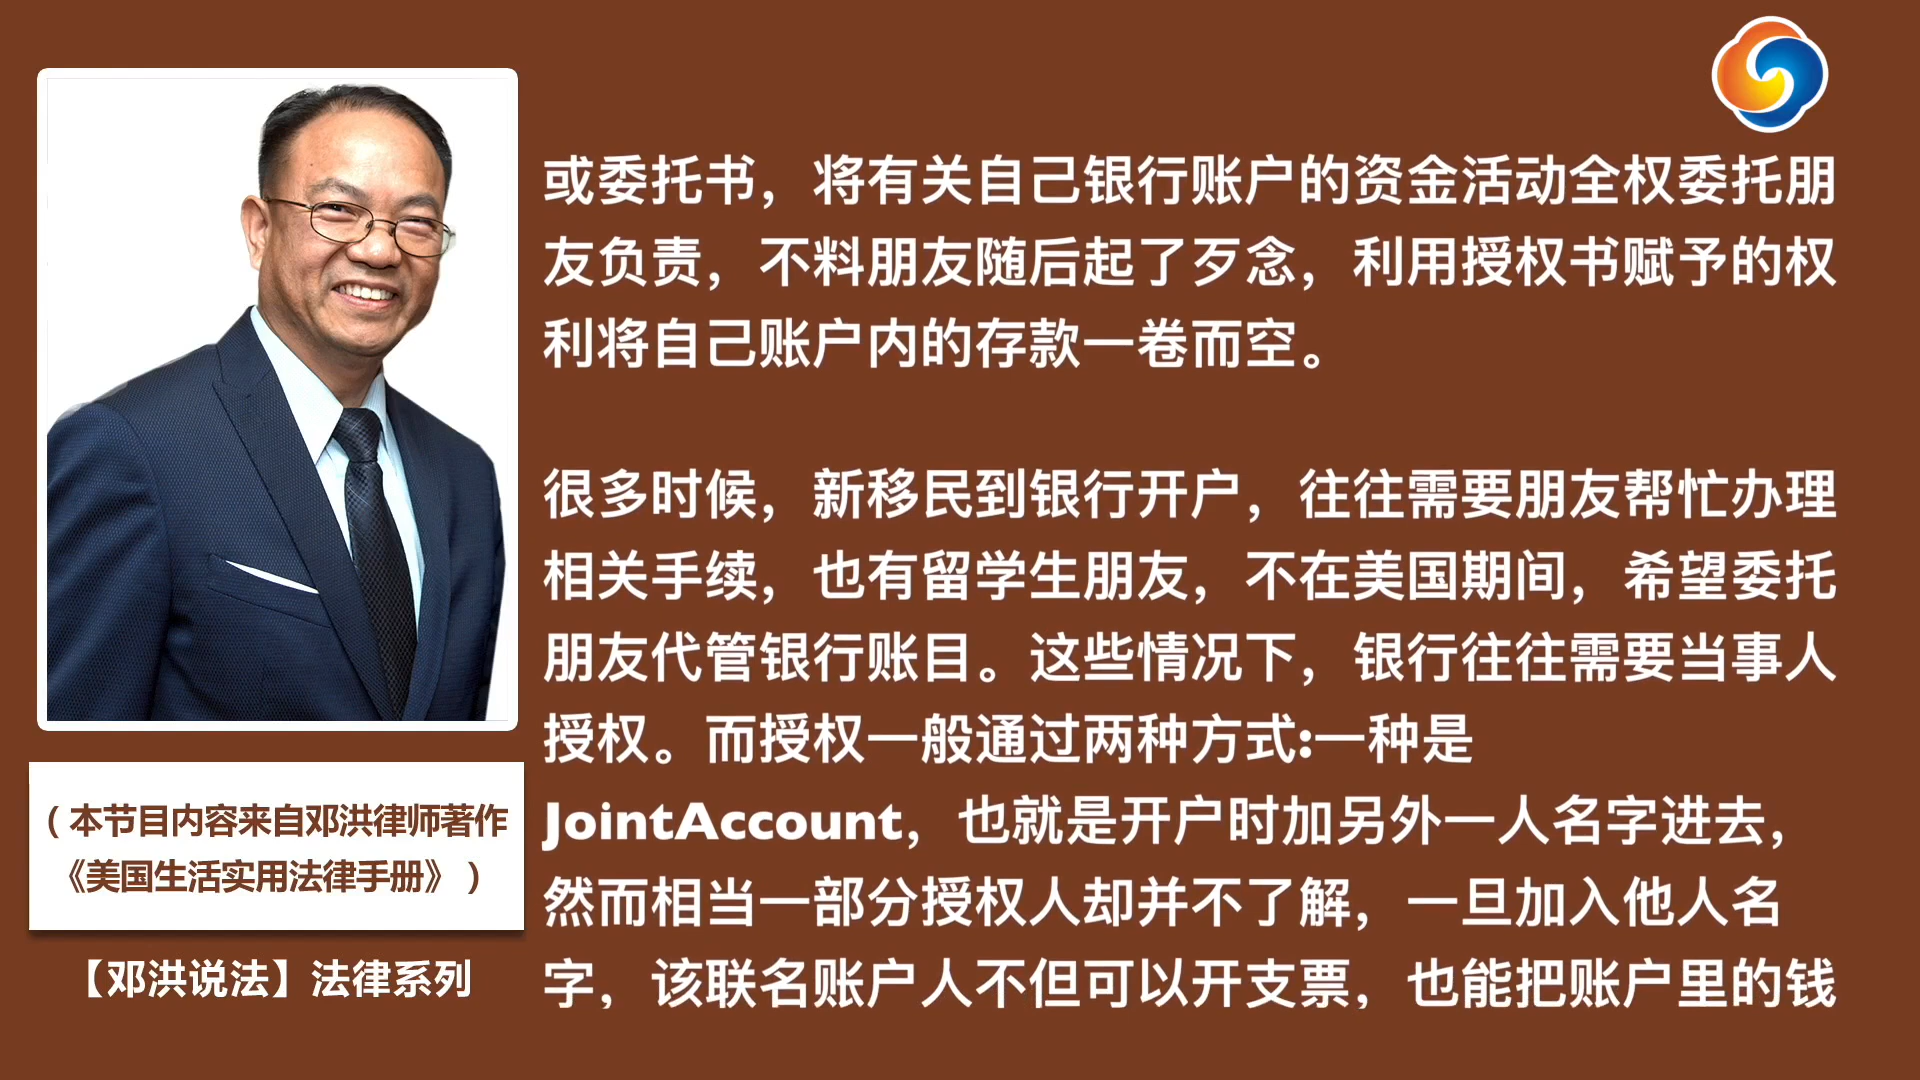 或委托书，将有关自己银行账户的资金活动全权委托朋
友负责，不料朋友随后起了歹念，利用授权书赋予的权
利将自己账户内的存款一卷而空。
很多时候，新移民到银行开户，往往需要朋友帮忙办理
相关手续，也有留学生朋友，不在美国期间，希望委托
朋友代管银行账目。这些情况下，银行往往需要当事人
授权。而授权一般通过两种方式:一种是
JointAccount，也就是开户时加另外一人名字进去，
然而相当一部分授权人却并不了解，一旦加入他人名
字，该联名账户人不但可以开支票，也能把账户里的钱
（本节目内容来自邓洪律师著作
《美国生活实用法律手册》）
【邓洪说法】法律系列